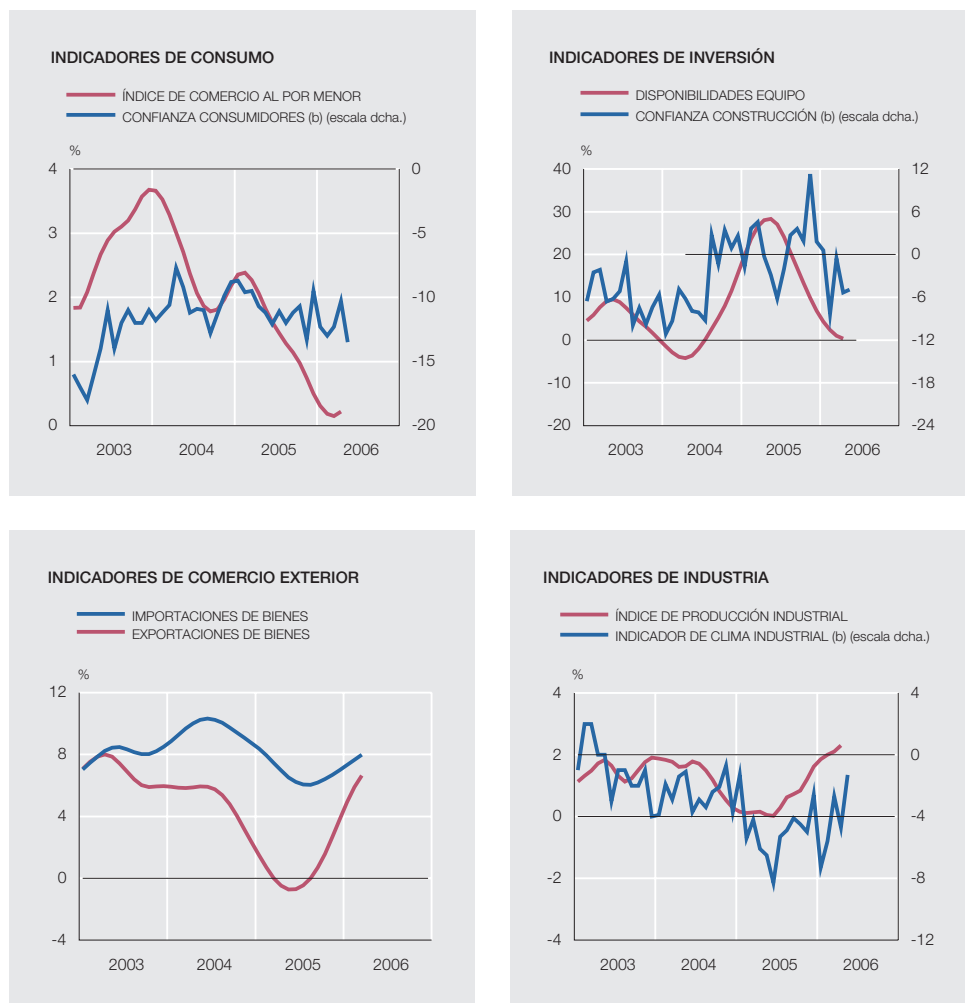 INDICADORES DE CONSUMO
ÍNDICE DE COMERCIO AL POR MENOR
CONFIANZA CONSUMIDORES (b) (escala dcha.)
%
4
3
2
1
0
0
-5
-10
-15
-20
2003 2004 2005 2006
INDICADORES DE INVERSIÓN
DISPONIBILIDADES EQUIPO
CONFIANZA CONSTRUCCIÓN (b) (escala dcha.)
%
40
30
20
10
0
-10
-20
12
6
0
-6
-12
-18
-24
2003 2004 2005 2006
INDICADORES DE COMERCIO EXTERIOR
IMPORTACIONES DE BIENES
EXPORTACIONES DE BIENES
%
12
8
4
0
-4
2003 2004 2005 2006
INDICADORES DE INDUSTRIA
ÍNDICE DE PRODUCCIÓN INDUSTRIAL
INDICADOR DE CLIMA INDUSTRIAL (b) (escala dcha.)
%
4
2
0
-2
-4
4
0
-4
-8
-12
2003 2004 2005 2006